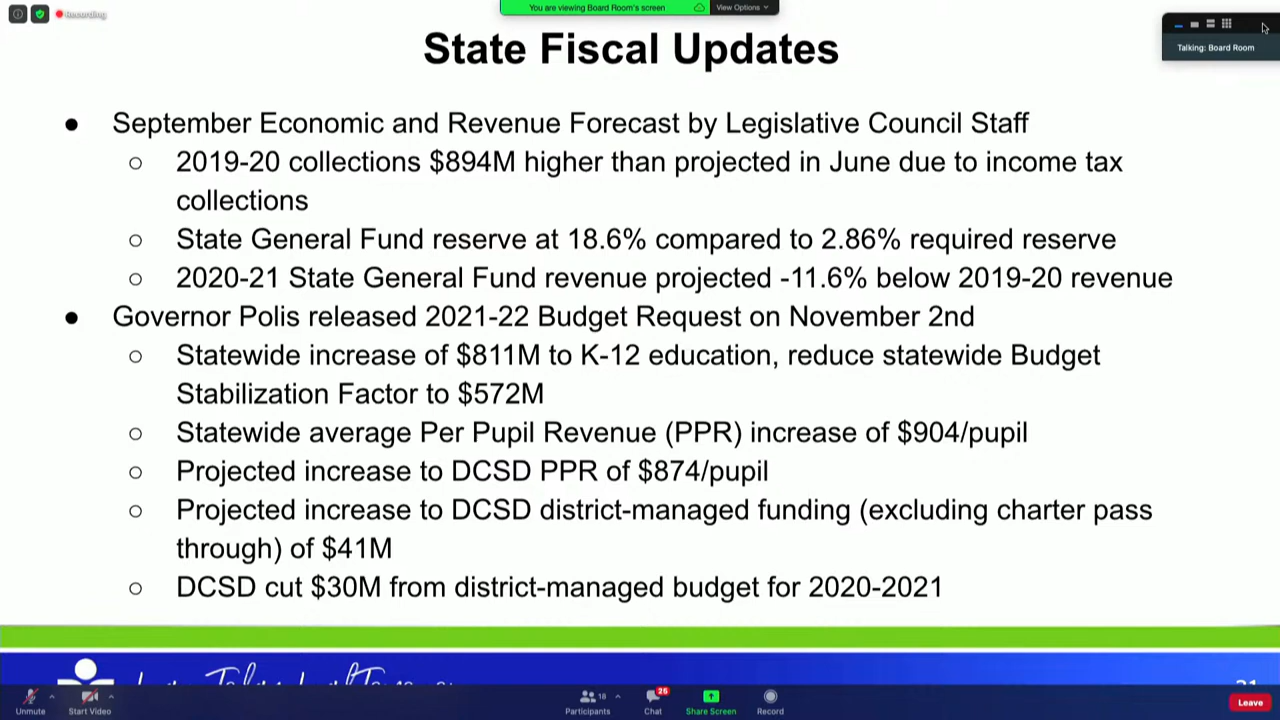 Recording
You are viewing Board Room's screen
View Options
Talking: Board Room
State Fiscal Updates
● September Economic and Revenue Forecast by Legislative Council Staff
○ 2019-20 collections $894M higher than projected in June due to income tax
collections
○ State General Fund reserve at 18.6% compared to 2.86% required reserve
○ 2020-21 State General Fund revenue projected -11.6% below 2019-20 revenue
● Governor Polis released 2021-22 Budget Request on November 2nd
○ Statewide increase of $811M to K-12 education, reduce statewide Budget
Stabilization Factor to $572M
○ Statewide average Per Pupil Revenue (PPR) increase of $904/pupil
○ Projected increase to DCSD PPR of $874/pupil
○ Projected increase to DCSD district-managed funding (excluding charter pass
through) of $41M
○ DCSD cut $30M from district-managed budget for 2020-2021
Unmute
Start Video
18
Participants
26
Chat
Share Screen
Record
Leave